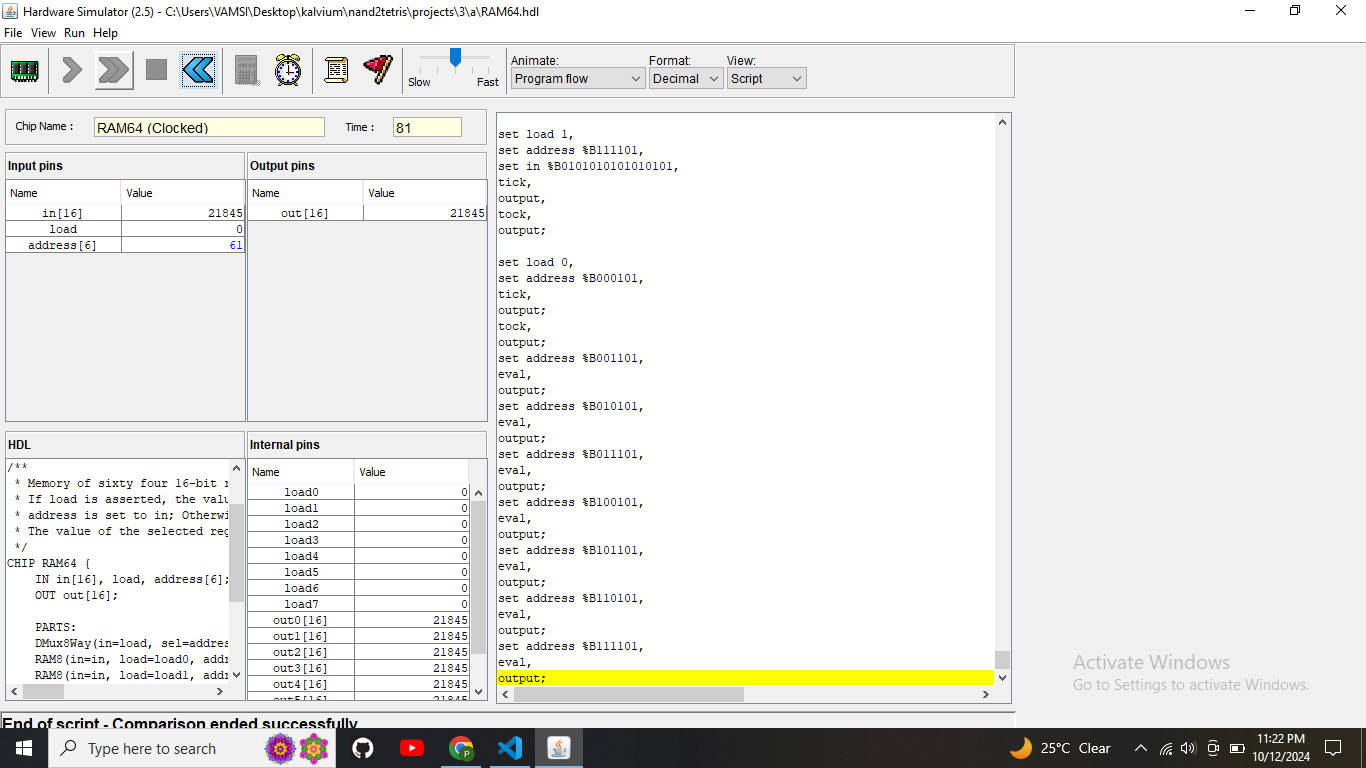 Hardware Simulator (2.5) - C:\Users\VAMSI\Desktop\kalvium\nand2tetris\projects\3\a\RAM64.hdl
File View Run Help
Slow Fast
Animate: Format: View:
Program flow Decimal Script
Chip Name : RAM64 (Clocked) Time : 81
Input pins
Name Value
in[16] 21845
load 0
address[6] 61
Output pins
Name Value
out[16] 21845
HDL
/**
* Memory of sixty four 16-bit r
* If load is asserted, the valu
* address is set to in; Otherwi
* The value of the selected reg
*/
CHIP RAM64 {
IN in[16], load, address[6];
OUT out[16];
PARTS:
DMux8Way(in=load, sel=addres
RAM8(in=in, load=load0, addr
RAM8(in=in, load=load1, addr
Internal pins
Name Value
load0 0
load1 0
load2 0
load3 0
load4 0
load5 0
load6 0
load7 0
out0[16] 21845
out1[16] 21845
out2[16] 21845
out3[16] 21845
out4[16] 21845
out5[16] 21845
set load 1,
set address %B111101,
set in %B0101010101010101,
tick,
output,
tock,
output;
set load 0,
set address %B000101,
tick,
output;
tock,
output;
set address %B001101,
eval,
output;
set address %B010101,
eval,
output;
set address %B011101,
eval,
output;
set address %B100101,
eval,
output;
set address %B101101,
eval,
output;
set address %B110101,
eval,
output;
set address %B111101,
eval,
output;
Activate Windows
Go to Settings to activate Windows.
End of script - Comparison ended successfully
Type here to search
25°C Clear
11:22 PM
10/12/2024